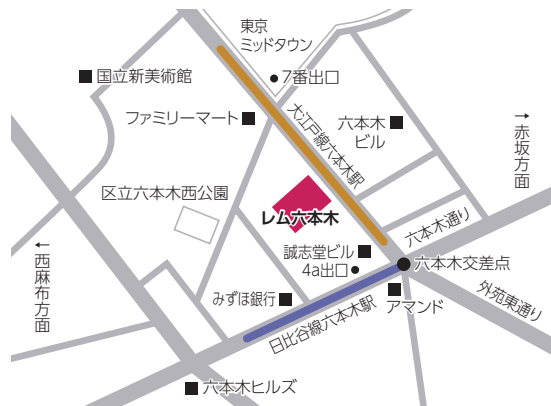 東京
ミッドタウン
国立新美術館
7番出口
ファミリーマート
大江戸線六本木駅
六本木
ビル
→赤坂方面
区立六本木西公園
レム六本木
六本木通り
←西麻布方面
誠志堂ビル
4a出口
六本木交差点
みずほ銀行
アマンド
外苑東通り
日比谷線六本木駅
六本木ヒルズ